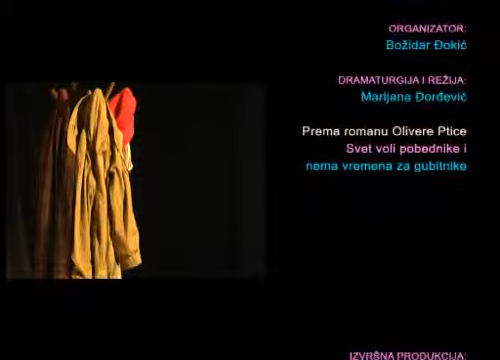 ORGANIZATOR:
Božidar Đokić
DRAMATURGIJA I REŽIJA:
Marijana Đorđević
Prema romanu Olivere Ptice
Svet voli pobednike i
nema vremena za gubitnike
IZVRŠNA PRODUKCIJA: